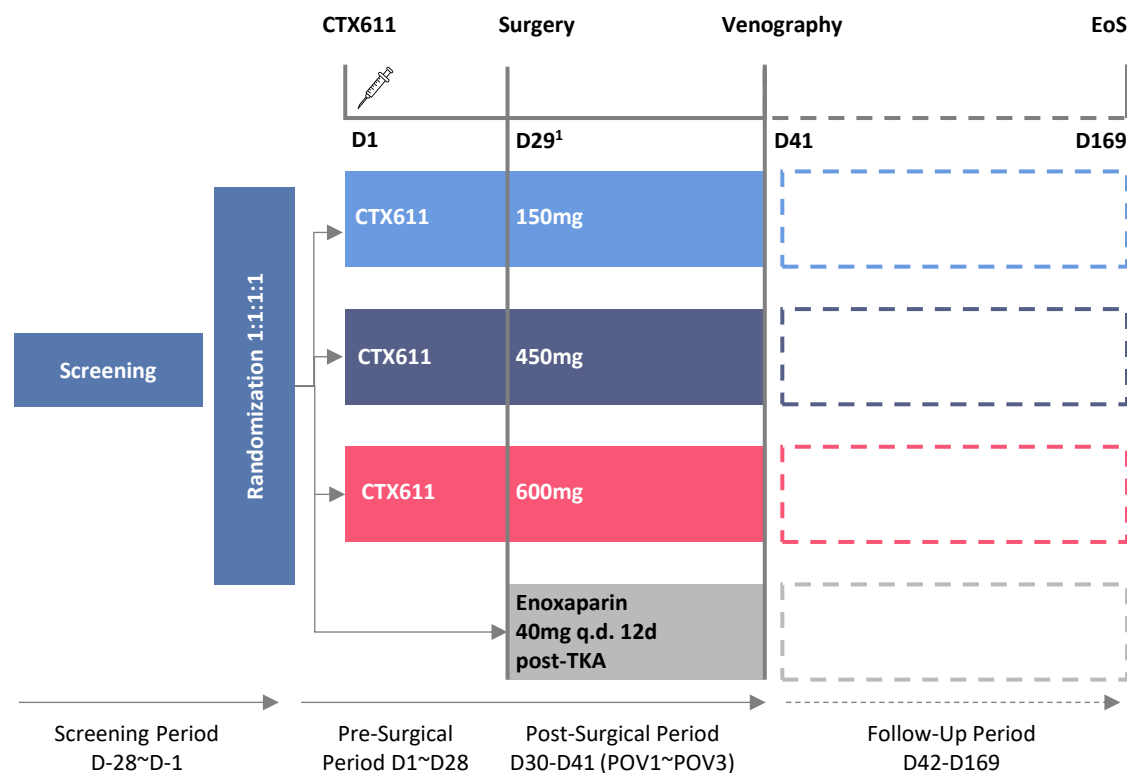 CTX611 Surgery Venography EoS
D1 D29¹ D41 D169
Randomization 1:1:1:1
Screening
CTX611 150mg
CTX611 450mg
CTX611 600mg
Enoxaparin
40mg q.d. 12d
post-TKA
Screening Period
D-28~D-1
Pre-Surgical
Period D1~D28
Post-Surgical Period
D30-D41 (POV1~POV3)
Follow-Up Period
D42-D169